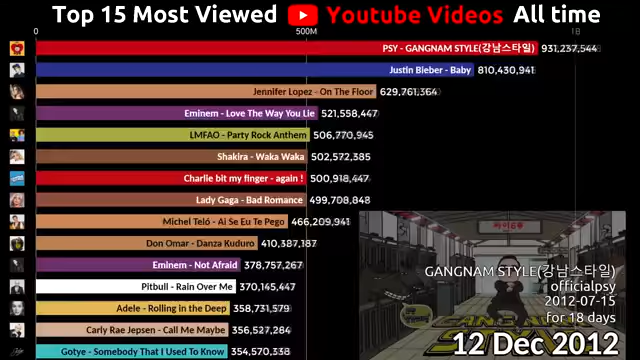 Top 15 Most Viewed Youtube Videos All time
0 500M 1B
PSY - GANGNAM STYLE(강남스타일) 931,237,544
Justin Bieber - Baby 810,430,941
Jennifer Lopez - On The Floor 629,761,364
Eminem - Love The Way You Lie 521,558,447
LMFAO - Party Rock Anthem 506,770,945
Shakira - Waka Waka 502,572,385
Charlie bit my finger - again ! 500,918,447
Lady Gaga - Bad Romance 499,708,848
Michel Teló - Ai Se Eu Te Pego 466,209,941
Don Omar - Danza Kuduro 410,387,187
Eminem - Not Afraid 378,757,267
Pitbull - Rain Over Me 370,145,447
Adele - Rolling in the Deep 358,731,579
Carly Rae Jepsen - Call Me Maybe 356,527,284
Gotye - Somebody That I Used To Know 354,570,338
싸이6甲
GANGNAM STYLE(강남스타일)
officialpsy
2012-07-15
for 18 days
12 Dec 2012